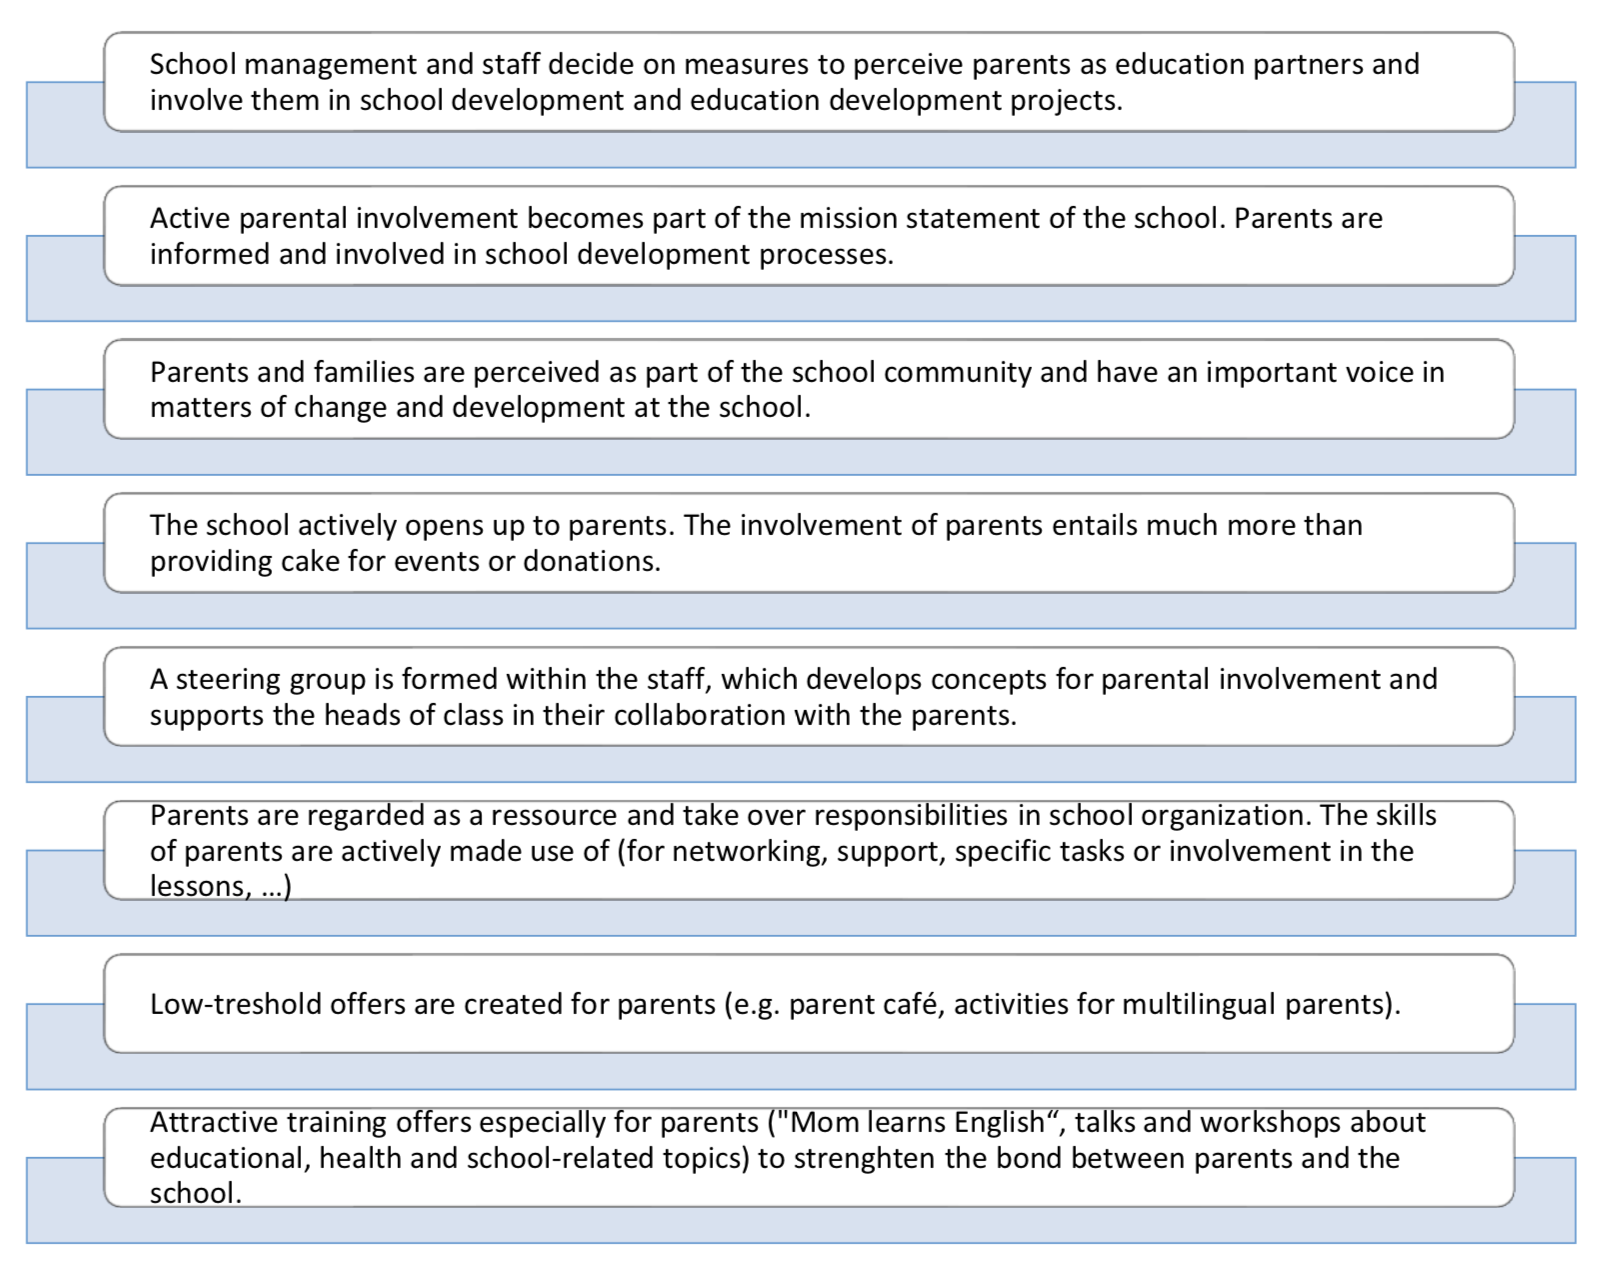 School management and staff decide on measures to perceive parents as education partners and
involve them in school development and education development projects.
Active parental involvement becomes part of the mission statement of the school. Parents are
informed and involved in school development processes.
Parents and families are perceived as part of the school community and have an important voice in
matters of change and development at the school.
The school actively opens up to parents. The involvement of parents entails much more than
providing cake for events or donations.
A steering group is formed within the staff, which develops concepts for parental involvement and
supports the heads of class in their collaboration with the parents.
Parents are regarded as a ressource and take over responsibilities in school organization. The skills
of parents are actively made use of (for networking, support, specific tasks or involvement in the
lessons, ...)
Low-treshold offers are created for parents (e.g. parent café, activities for multilingual parents).
Attractive training offers especially for parents ("Mom learns English“, talks and workshops about
educational, health and school-related topics) to strenghten the bond between parents and the
school.